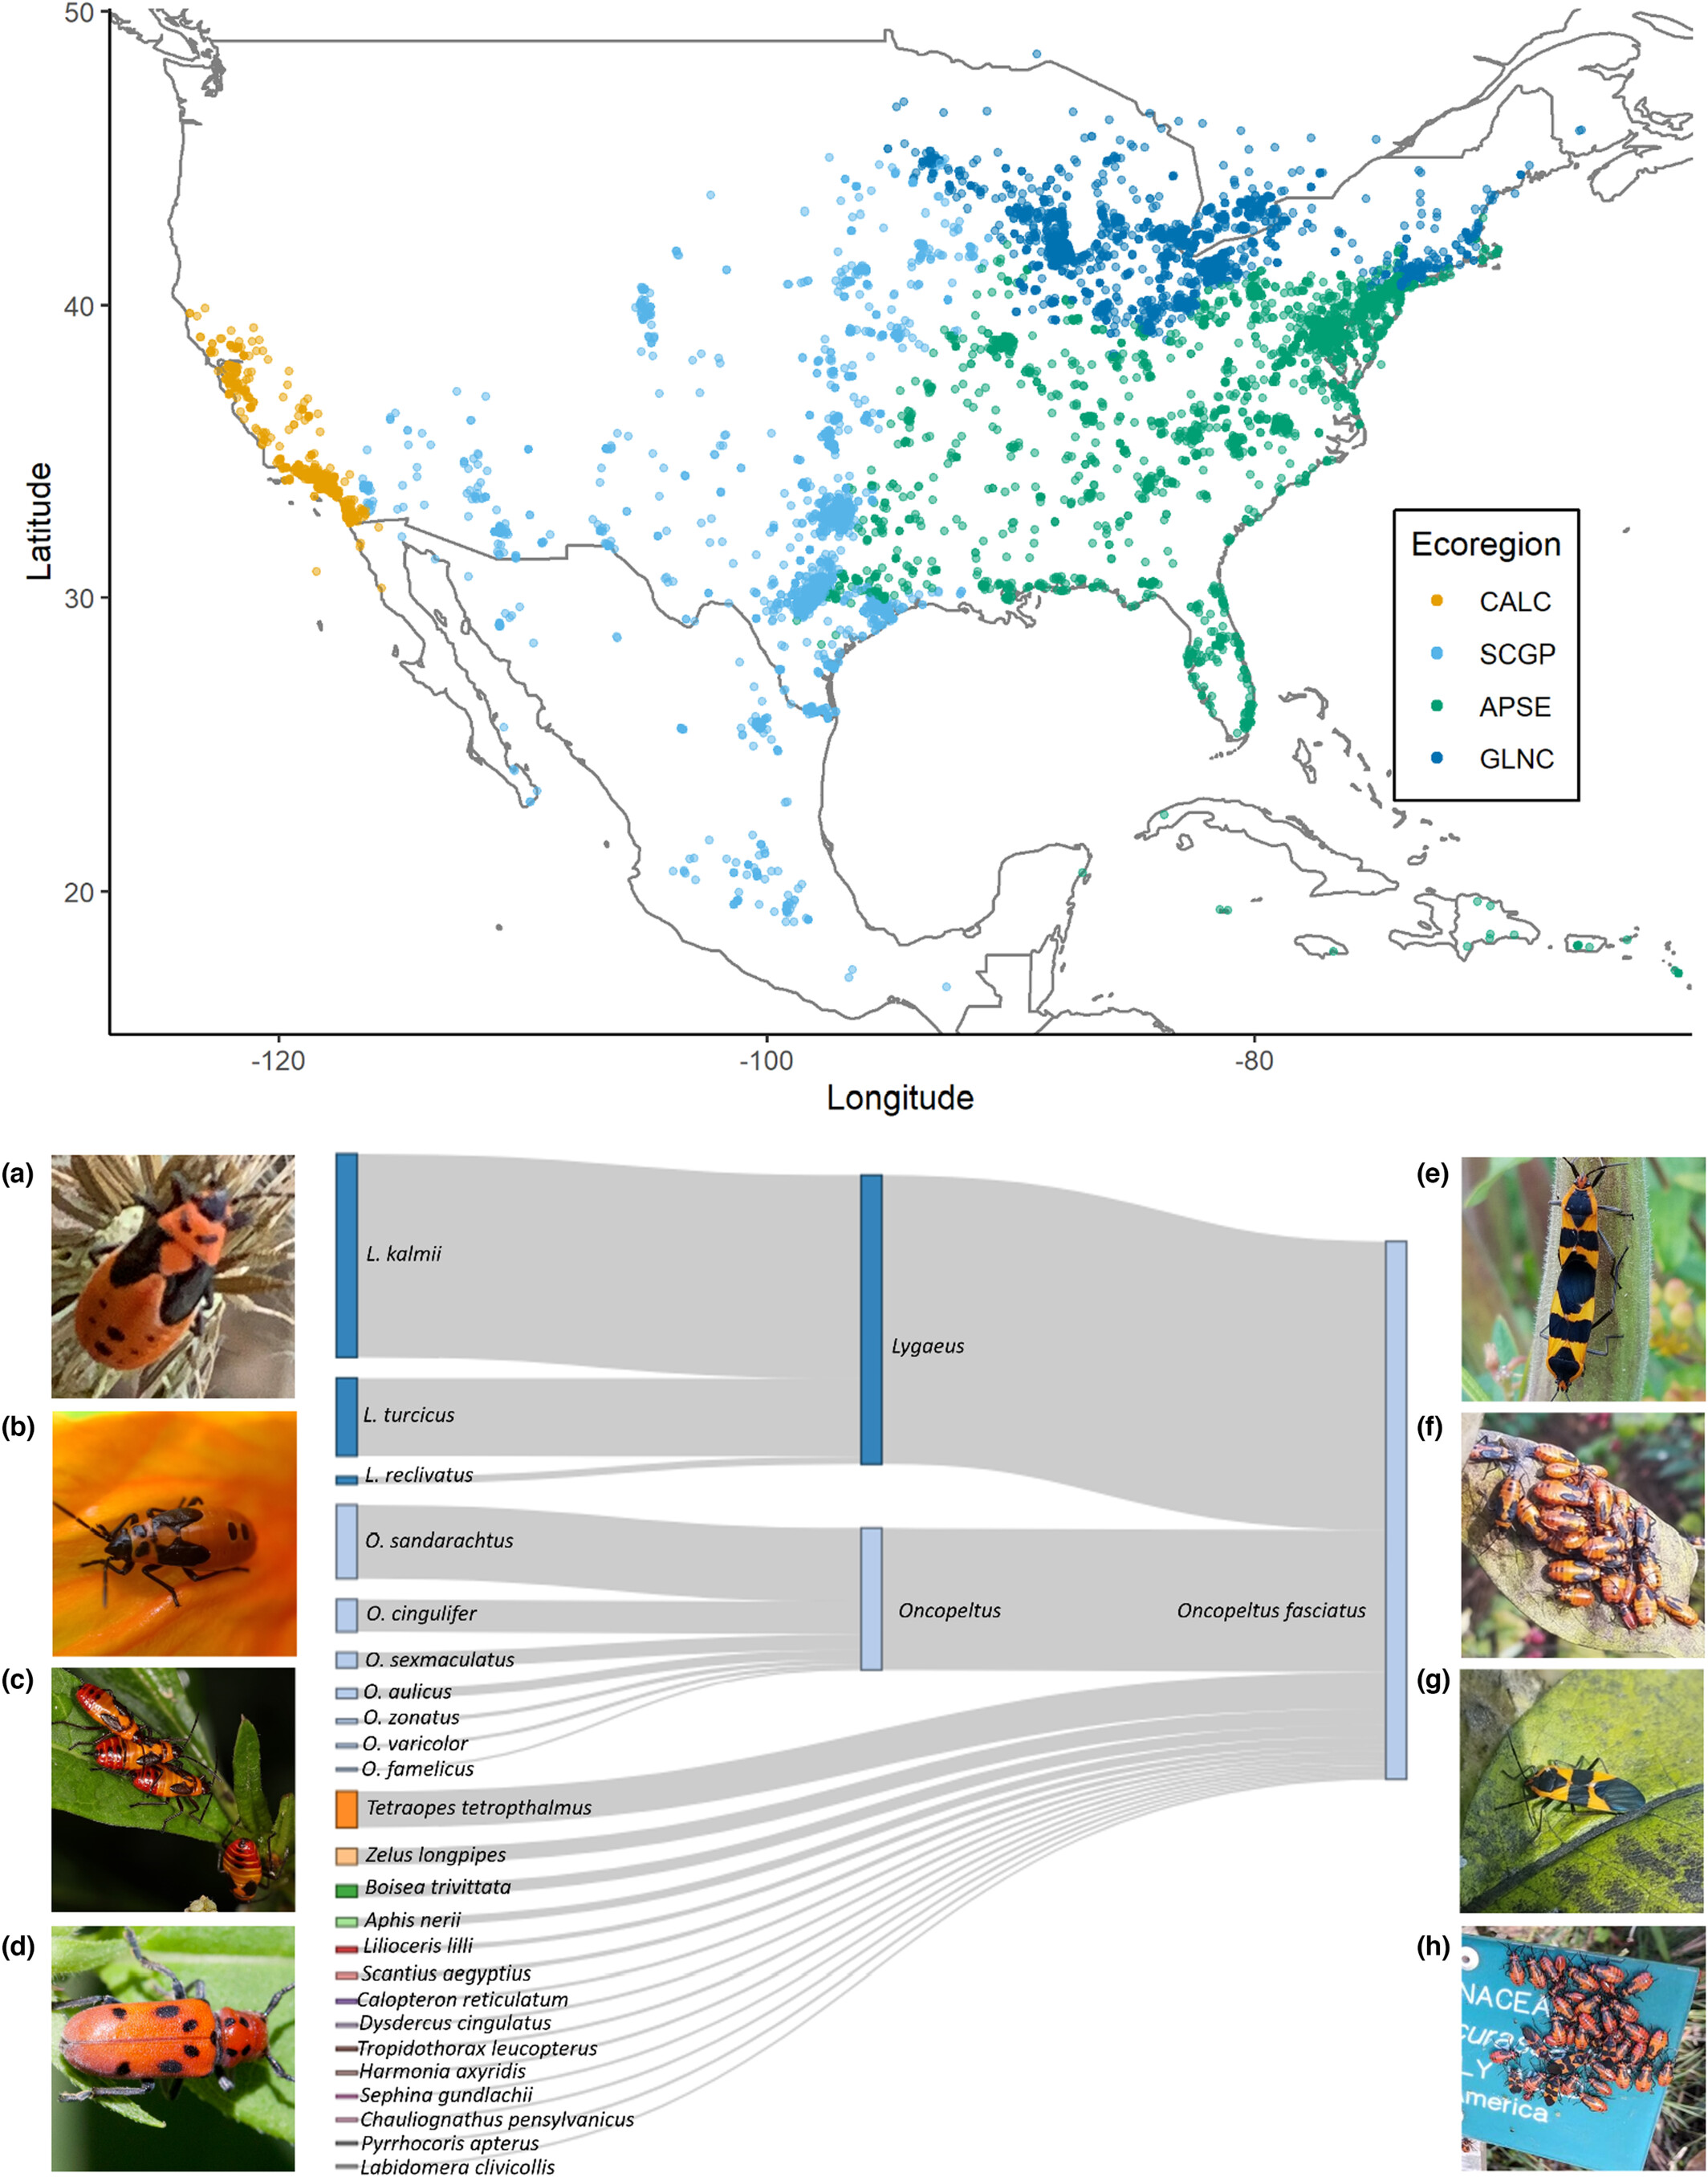 50
40
30
20
Latitude
-120
-100
-80
Longitude
Ecoregion
CALC
SCGP
APSE
GLNC
(a)
(b)
(c)
(d)
L. kalmii
L. turcicus
L. reclivatus
O. sandarachtus
O. cingulifer
O. sexmaculatus
O. aulicus
O. zonatus
O. varicolor
O. famelicus
Tetraopes tetropthalmus
Zelus longpipes
Boisea trivittata
Aphis nerii
Lilioceris lilli
Scantius aegyptius
Calopteron reticulatum
Dysdercus cingulatus
Tropidothorax leucopterus
Harmonia axyridis
Sephina gundlachii
Chauliognathus pensylvanicus
Pyrrhocoris apterus
Labidomera clivicollis
Lygaeus
Oncopeltus
Oncopeltus fasciatus
(e)
(f)
(g)
(h)
NACEA
curas
LY
America